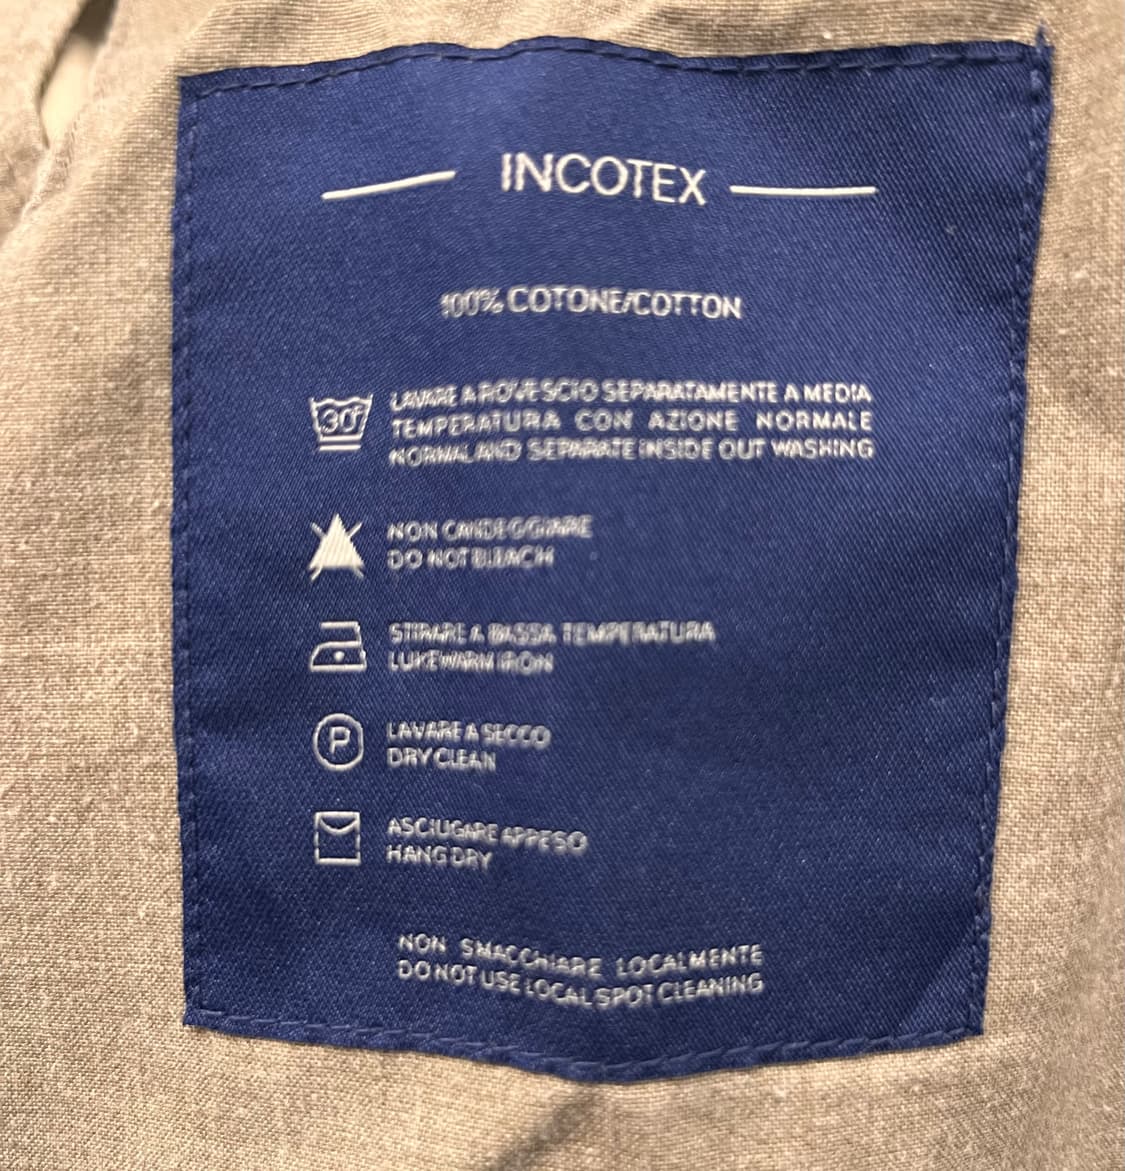 INCOTEX
100% COTONE/COTTON
30°
LAVARE A ROVESCIO SEPARATAMENTE A MEDIA
TEMPERATURA CON AZIONE NORMALE
NORMAL AND SEPARATE INSIDE OUT WASHING
NON CANDEGGIARE
DO NOT BLEACH
STIRARE A BASSA TEMPERATURA
LUKEWARM IRON
P
LAVARE A SECCO
DRY CLEAN
ASCIUGARE APPESO
HANG DRY
NON SMACCHIARE LOCALMENTE
DO NOT USE LOCAL SPOT CLEANING